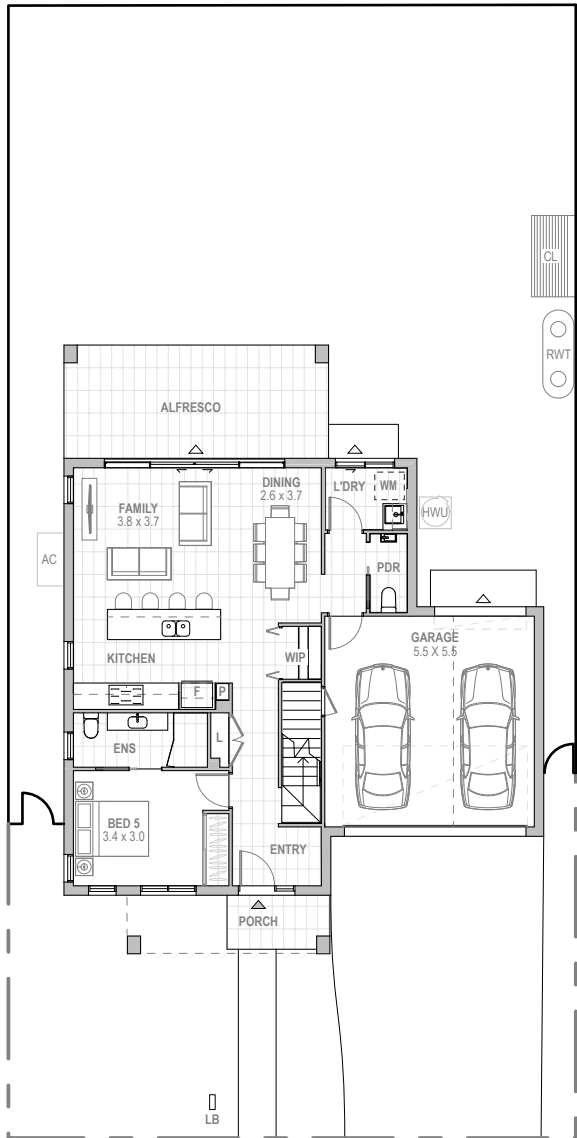 CL
RWT
ALFRESCO
DINING
2.6 x 3.7
L'DRY
WM
FAMILY
3.8 x 3.7
HWU
AC
PDR
GARAGE
5.5 X 5.5
KITCHEN
WIP
F
P
L
ENS
BED 5
3.4 x 3.0
ENTRY
PORCH
LB